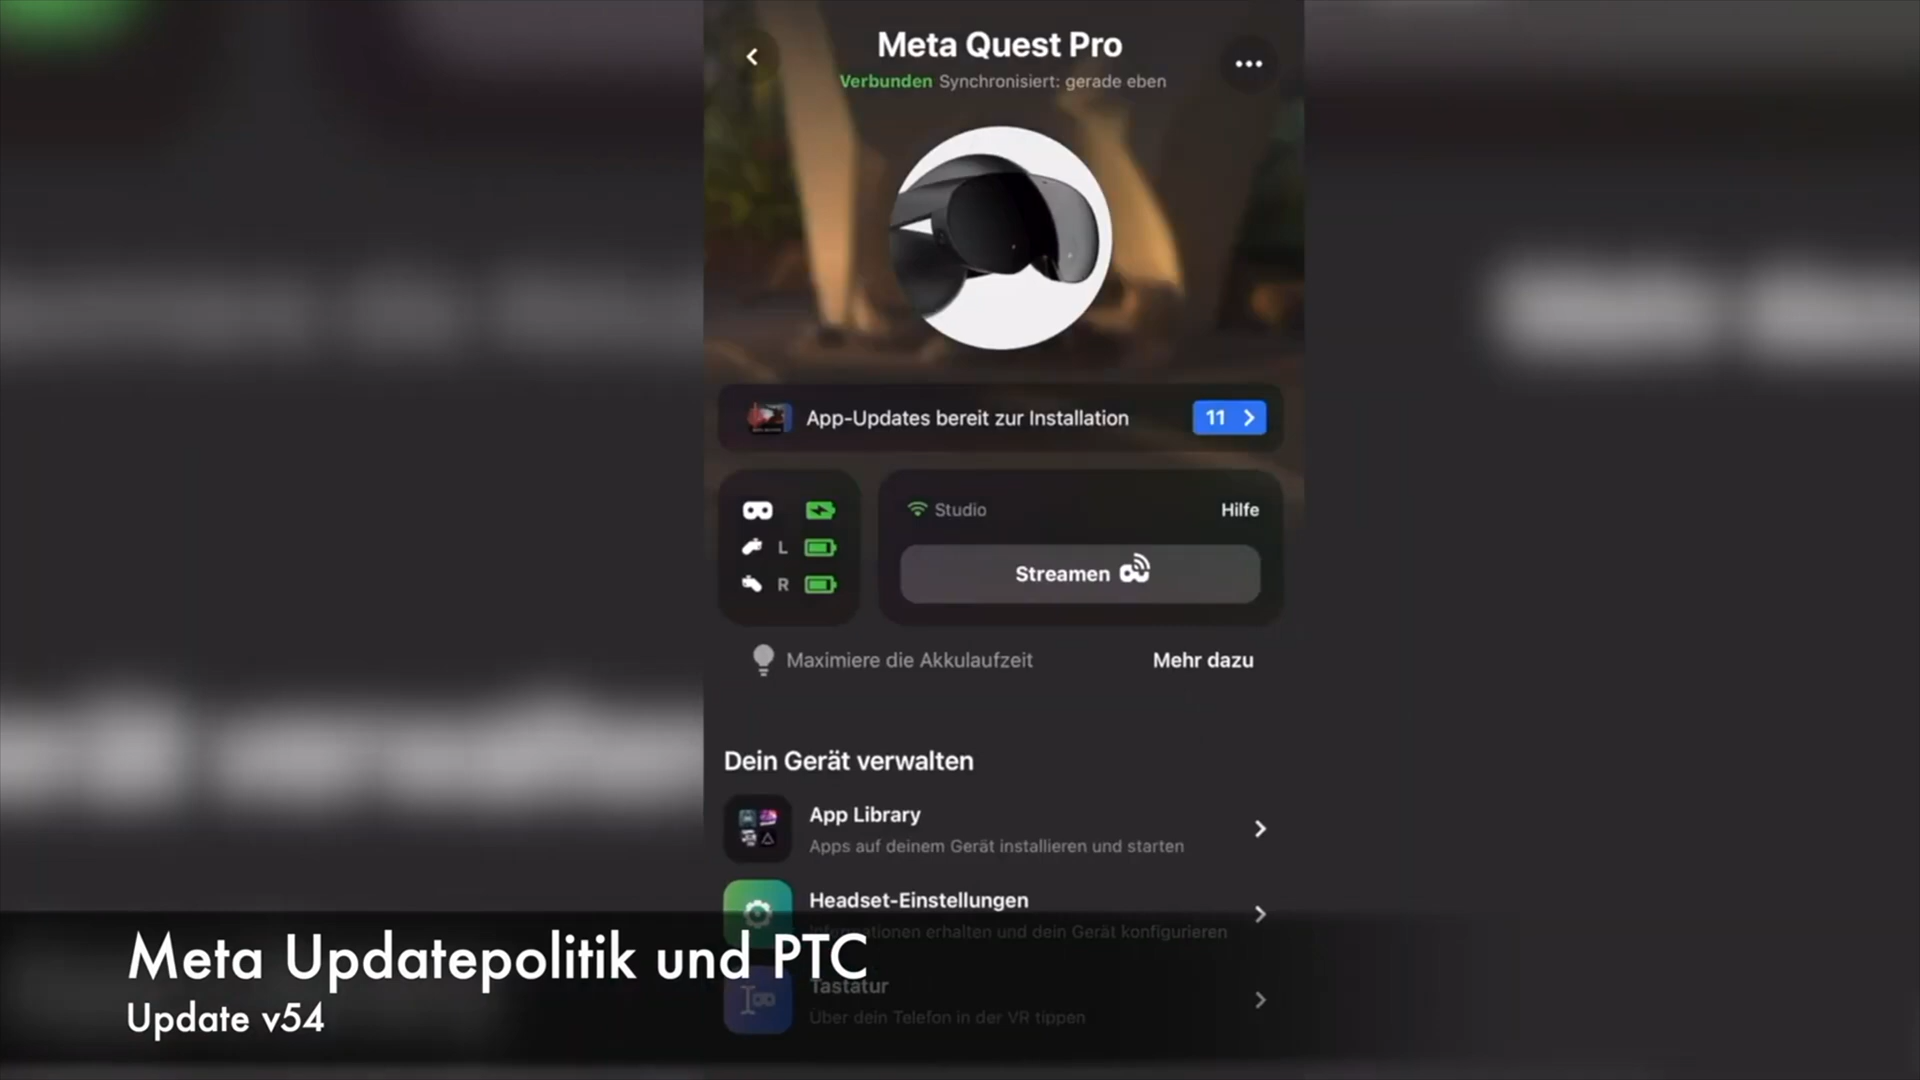 Meta Quest Pro
Verbunden Synchronisiert: gerade eben
App-Updates bereit zur Installation 11
Studio Hilfe
L
R
Streamen
Maximiere die Akkulaufzeit Mehr dazu
Dein Gerät verwalten
App Library
Apps auf deinem Gerät installieren und starten
Headset-Einstellungen
Informationen erhalten und dein Gerät konfigurieren
Tastatur
Über dein Telefon in der VR tippen
Meta Updatepolitik und PTC
Update v54